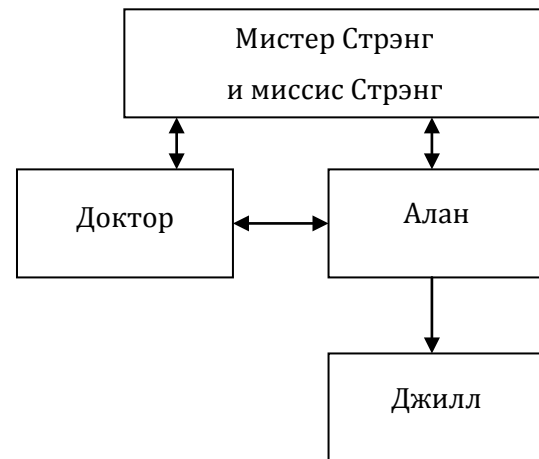 Мистер Стрэнг
и миссис Стрэнг
Доктор
Алан
Джилл